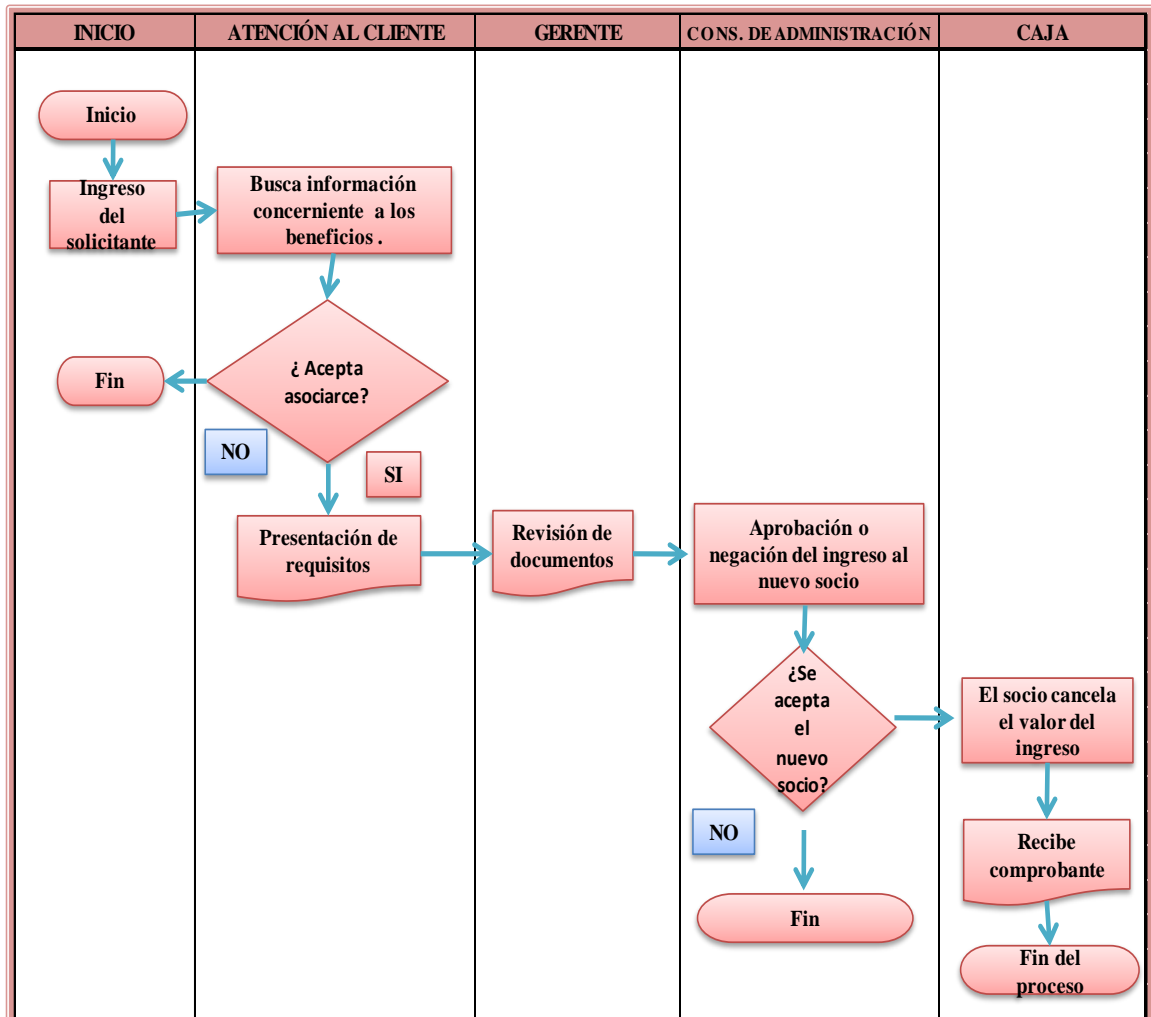 INICIO
ATENCIÓN AL CLIENTE
GERENTE
CONS. DE ADMINISTRACIÓN
CAJA
Inicio
Ingreso
del
solicitante
Busca información
concerniente a los
beneficios .
¿ Acepta
asociarce?
Fin
NO
SI
Presentación de
requisitos
Revisión de
documentos
Aprobación o
negación del ingreso al
nuevo socio
¿Se
acepta
el
nuevo
socio?
NO
Fin
El socio cancela
el valor del
ingreso
Recibe
comprobante
Fin del
proceso